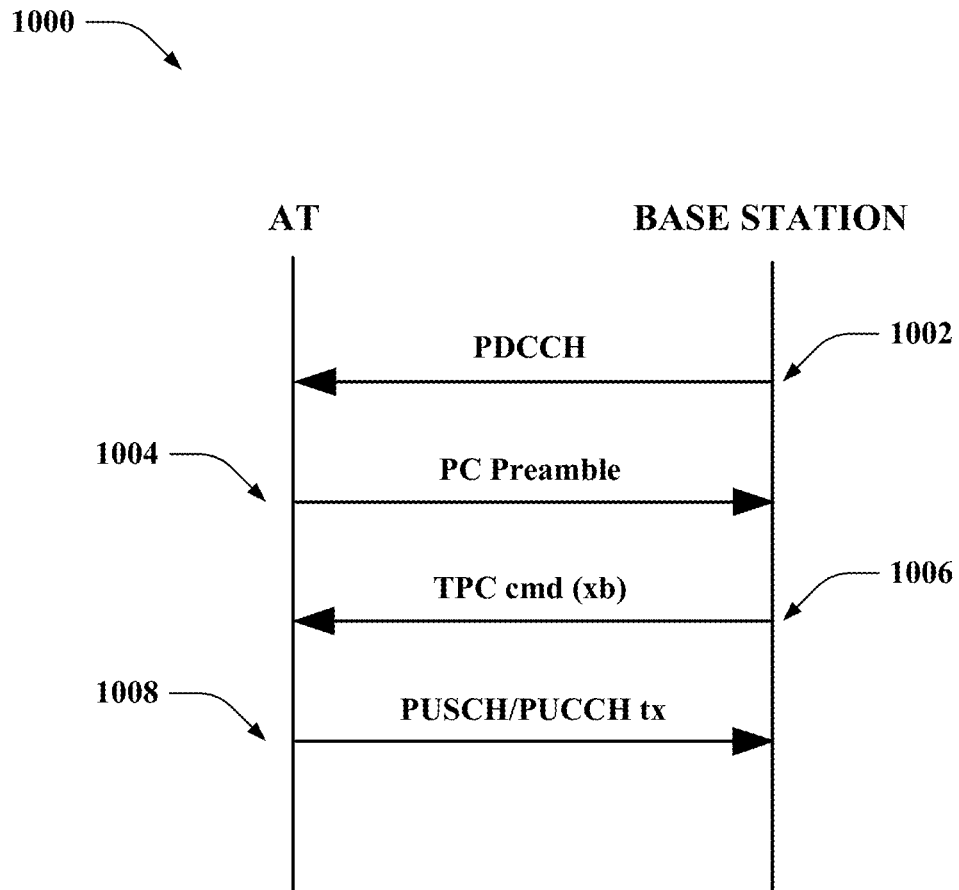 1000
AT
BASE STATION
PDCCH
1002
1004
PC Preamble
TPC cmd (xb)
1006
1008
PUSCH/PUCCH tx